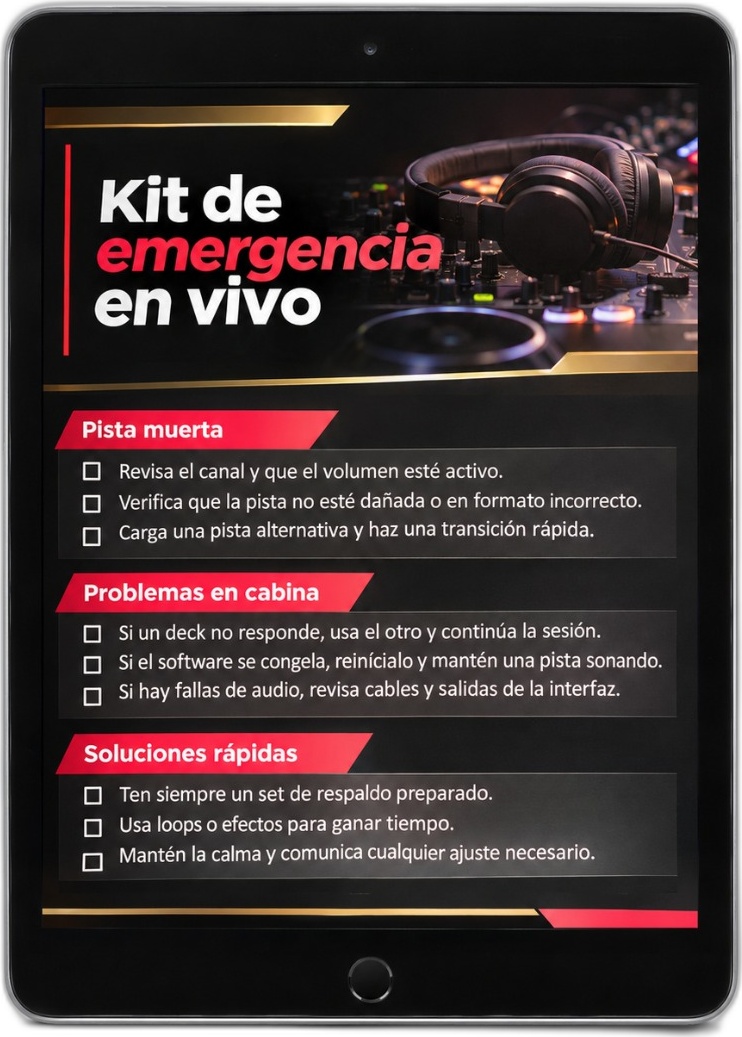 Kit de
emergencia
en vivo
Pista muerta
Revisa el canal y que el volumen esté activo.
Verifica que la pista no esté dañada o en formato incorrecto.
Carga una pista alternativa y haz una transición rápida.
Problemas en cabina
Si un deck no responde, usa el otro y continúa la sesión.
Si el software se congela, reinícialo y mantén una pista sonando.
Si hay fallas de audio, revisa cables y salidas de la interfaz.
Soluciones rápidas
Ten siempre un set de respaldo preparado.
Usa loops o efectos para ganar tiempo.
Mantén la calma y comunica cualquier ajuste necesario.